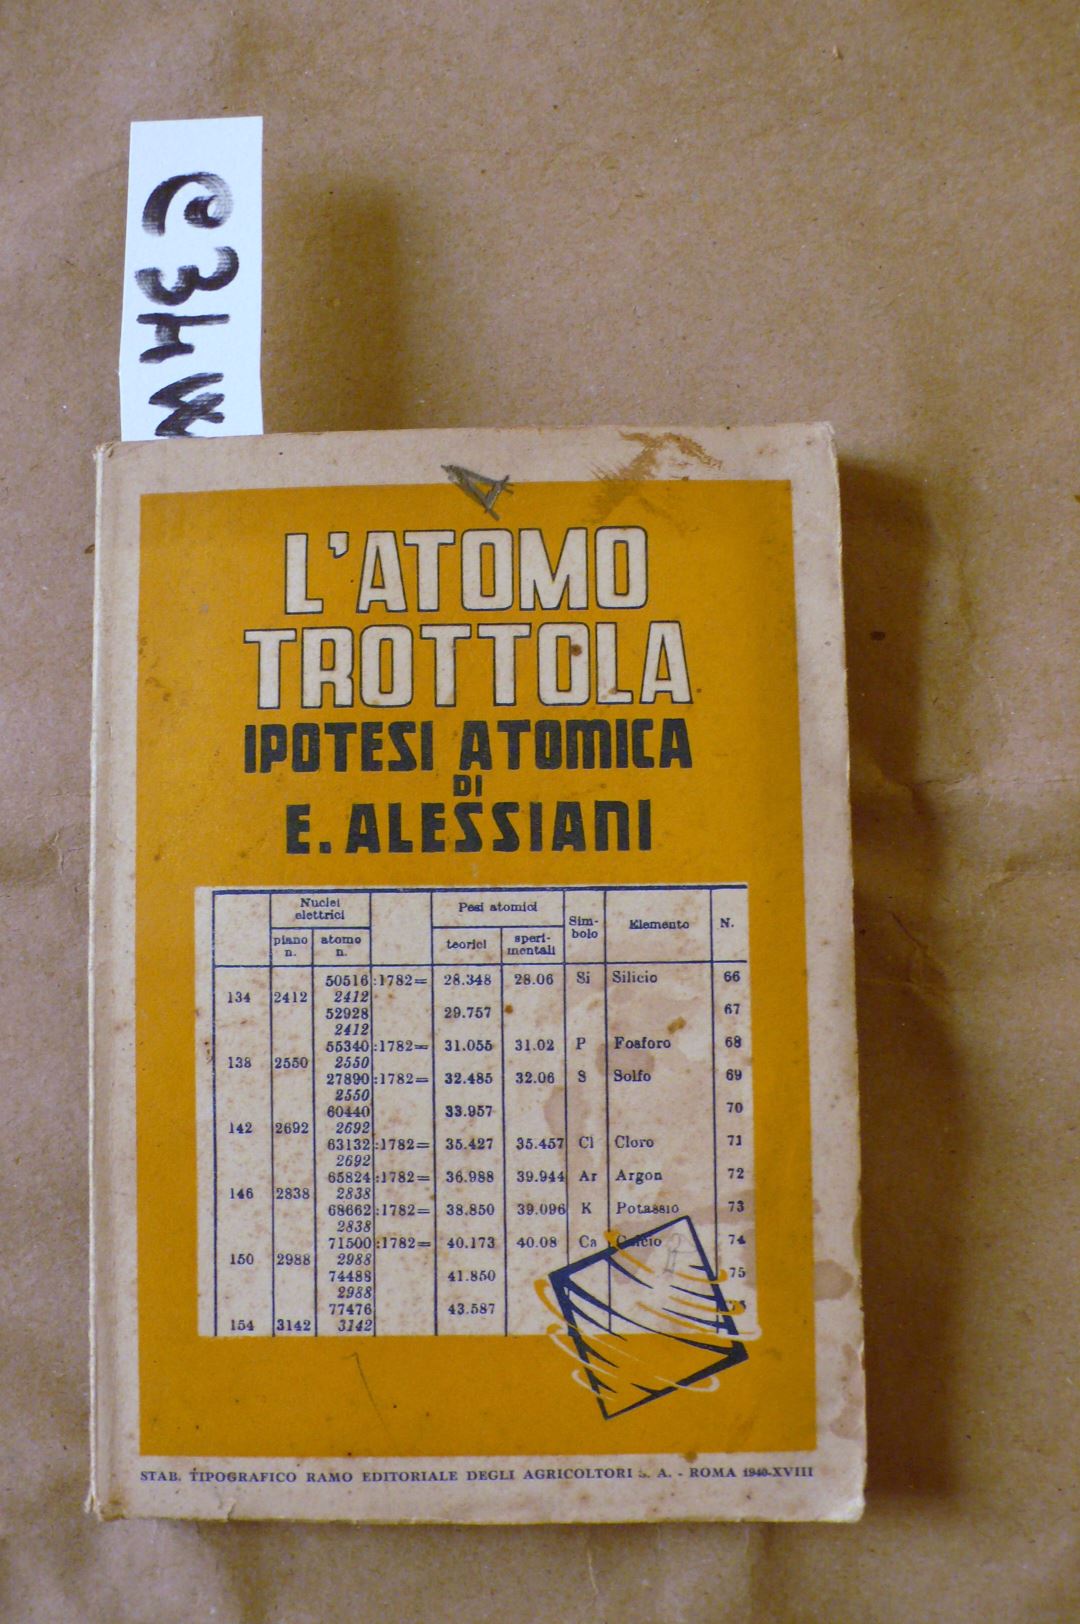 C34W
L'ATOMO
TROTTOLA
IPOTESI ATOMICA
DI
E. ALESSIANI
Nuclei elettrici Pesi atomici Simbolo Elemento N.
piano n. atomo n. teorici sperimentali
50516 :1782= 28.348 28.06 Si Silicio 66
134 2412 2412
52928 29.757 67
2412
55340 :1782= 31.055 31.02 P Fosforo 68
138 2550 2550
27890 :1782= 32.485 32.06 S Solfo 69
2550
60440 33.957 70
142 2692 2692
63132 :1782= 35.427 35.457 Cl Cloro 71
2692
65824 :1782= 36.988 39.944 Ar Argon 72
146 2838 2838
68662 :1782= 38.850 39.096 K Potassio 73
2838
71500 :1782= 40.173 40.08 Ca Calcio 74
150 2988 2988
74488 41.850 75
2988
77476 43.587
154 3142 3142
STAB. TIPOGRAFICO RAMO EDITORIALE DEGLI AGRICOLTORI S. A. - ROMA 1940-XVIII